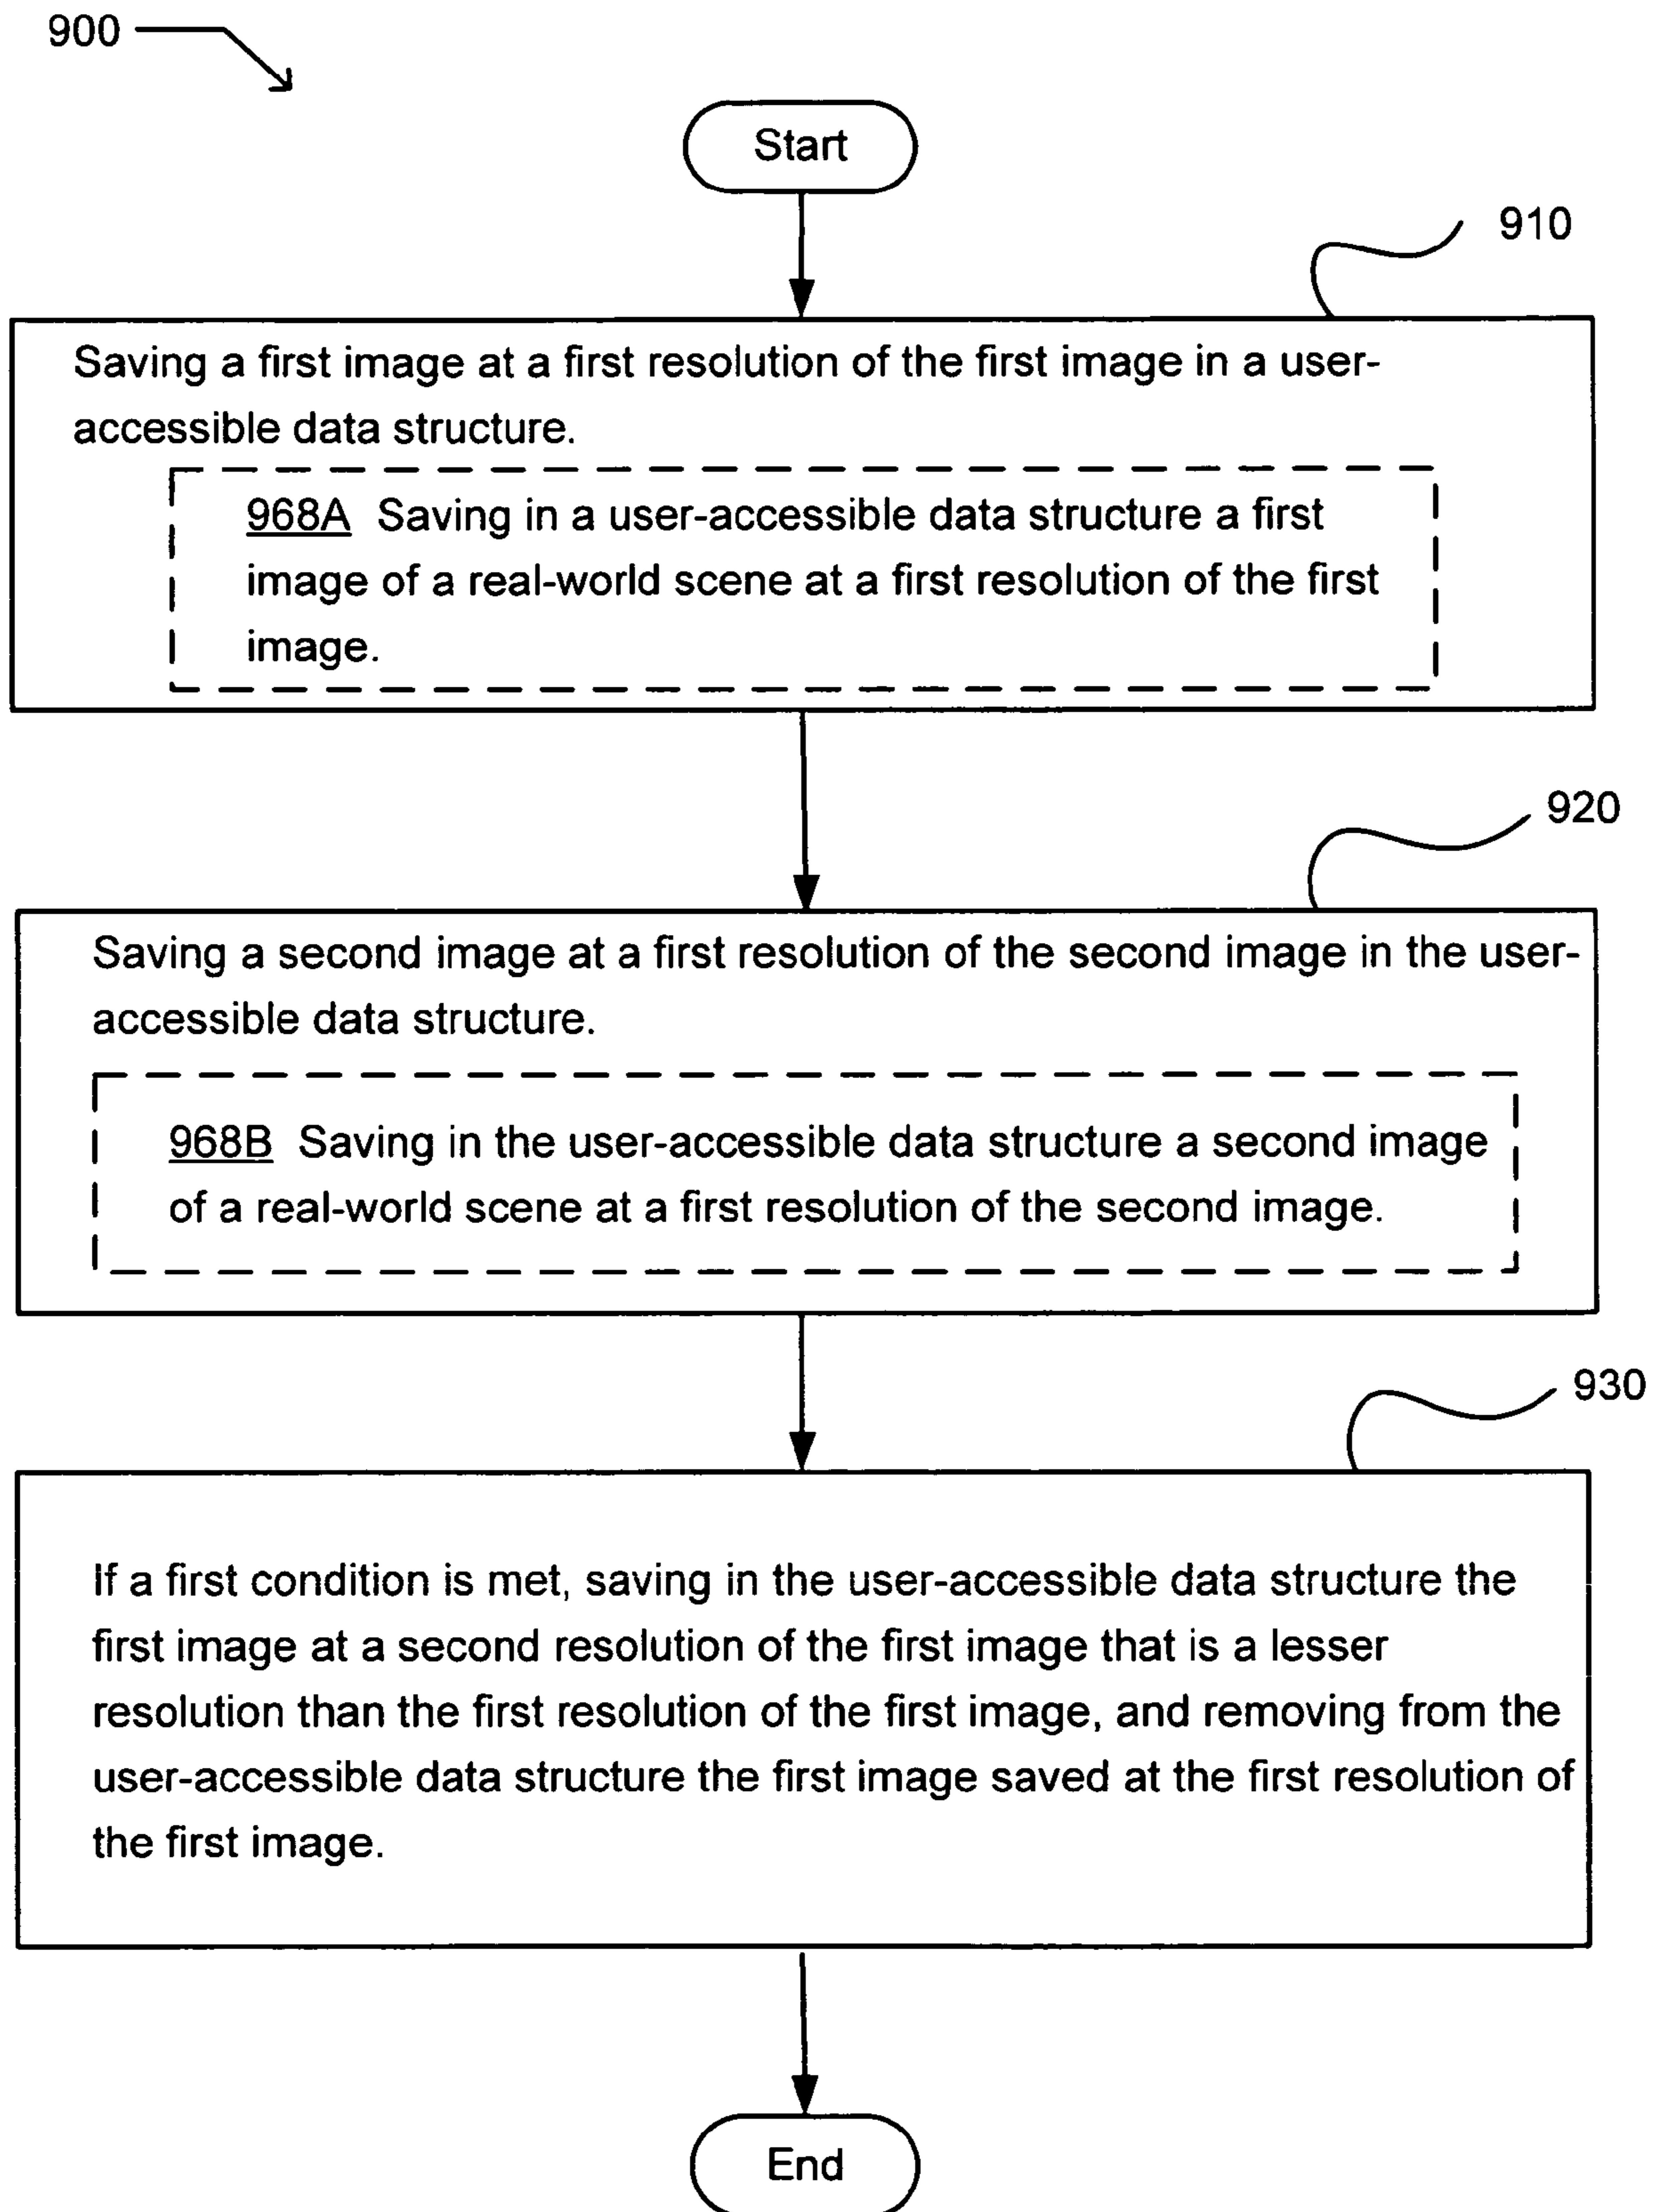 900
Start
910
Saving a first image at a first resolution of the first image in a user-
accessible data structure.
968A Saving in a user-accessible data structure a first
image of a real-world scene at a first resolution of the first
image.
920
Saving a second image at a first resolution of the second image in the user-
accessible data structure.
968B Saving in the user-accessible data structure a second image
of a real-world scene at a first resolution of the second image.
930
If a first condition is met, saving in the user-accessible data structure the
first image at a second resolution of the first image that is a lesser
resolution than the first resolution of the first image, and removing from the
user-accessible data structure the first image saved at the first resolution of
the first image.
End